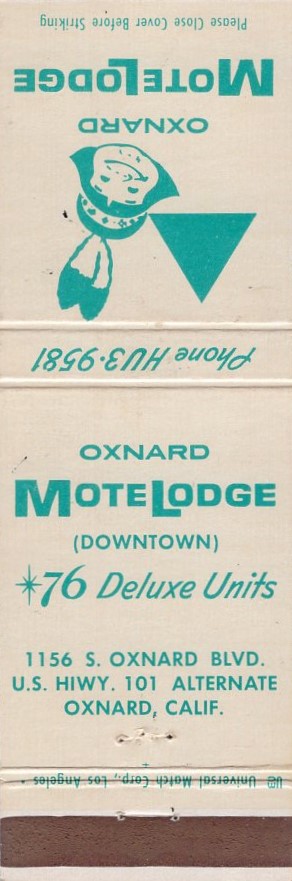 Please Close Cover Before Striking
MOTELODGE
OXNARD
Phone HU3-9581
OXNARD
MOTELODGE
(DOWNTOWN)
*76 Deluxe Units
1156 S. OXNARD BLVD.
U.S. HIWY. 101 ALTERNATE
OXNARD, CALIF.
Universal Match Corp., Los Angeles